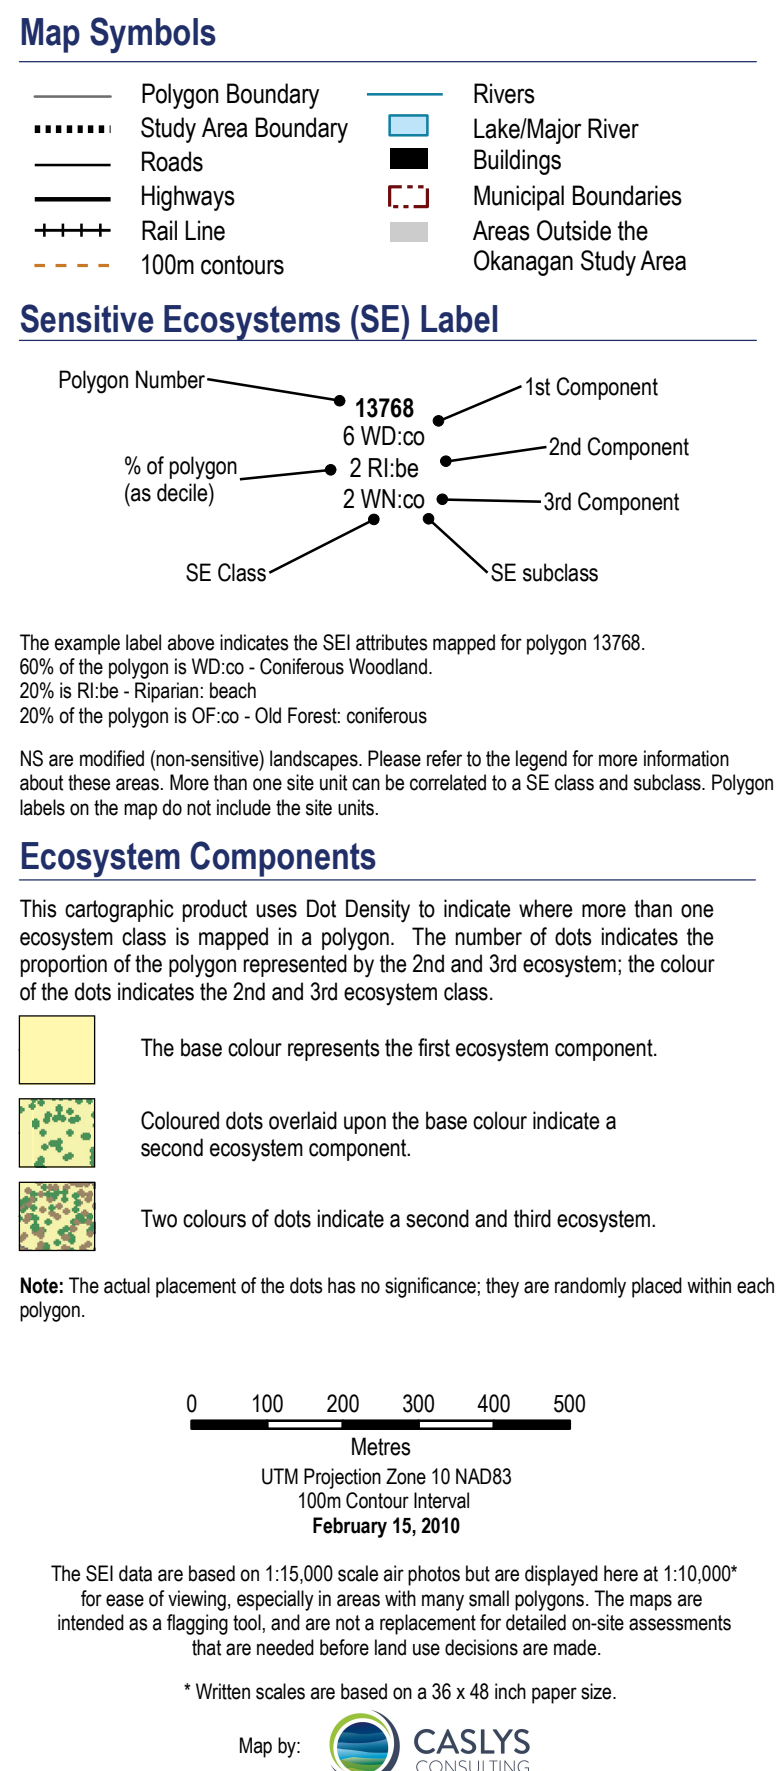 Map Symbols
Polygon Boundary
Study Area Boundary
Roads
Highways
Rail Line
100m contours
Rivers
Lake/Major River
Buildings
Municipal Boundaries
Areas Outside the
Okanagan Study Area
Sensitive Ecosystems (SE) Label
Polygon Number
13768
1st Component
6 WD:co
2nd Component
% of polygon
(as decile)
2 RI:be
2 WN:co
3rd Component
SE Class
SE subclass
The example label above indicates the SEI attributes mapped for polygon 13768.
60% of the polygon is WD:co - Coniferous Woodland.
20% is RI:be - Riparian: beach
20% of the polygon is OF:co - Old Forest: coniferous
NS are modified (non-sensitive) landscapes. Please refer to the legend for more information
about these areas. More than one site unit can be correlated to a SE class and subclass. Polygon
labels on the map do not include the site units.
Ecosystem Components
This cartographic product uses Dot Density to indicate where more than one
ecosystem class is mapped in a polygon. The number of dots indicates the
proportion of the polygon represented by the 2nd and 3rd ecosystem; the colour
of the dots indicates the 2nd and 3rd ecosystem class.
The base colour represents the first ecosystem component.
Coloured dots overlaid upon the base colour indicate a
second ecosystem component.
Two colours of dots indicate a second and third ecosystem.
Note: The actual placement of the dots has no significance; they are randomly placed within each
polygon.
0 100 200 300 400 500
Metres
UTM Projection Zone 10 NAD83
100m Contour Interval
February 15, 2010
The SEI data are based on 1:15,000 scale air photos but are displayed here at 1:10,000*
for ease of viewing, especially in areas with many small polygons. The maps are
intended as a flagging tool, and are not a replacement for detailed on-site assessments
that are needed before land use decisions are made.
* Written scales are based on a 36 x 48 inch paper size.
Map by:
CASLYS
CONSULTING